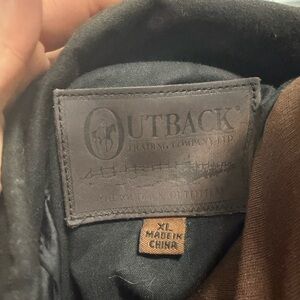 OUTBACK
TRADING COMPANY LTD
XL
MADE IN
CHINA